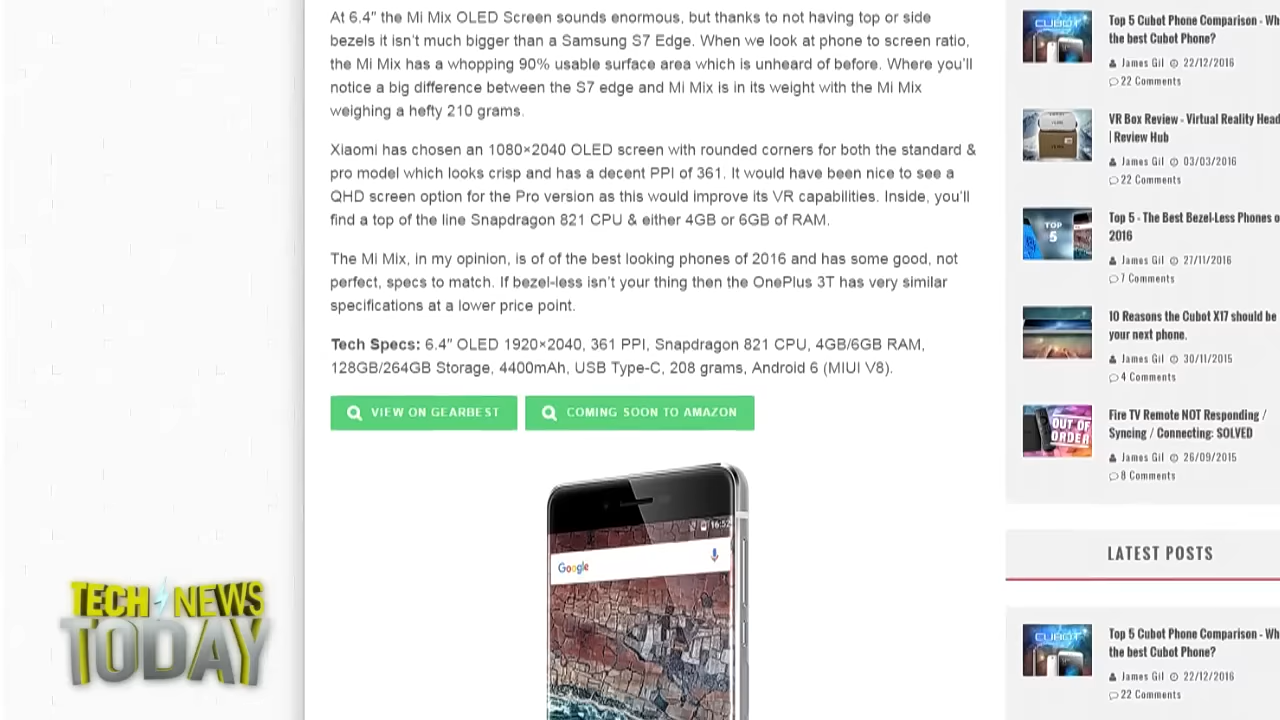 At 6.4″ the Mi Mix OLED Screen sounds enormous, but thanks to not having top or side
bezels it isn't much bigger than a Samsung S7 Edge. When we look at phone to screen ratio,
the Mi Mix has a whopping 90% usable surface area which is unheard of before. Where you'll
notice a big difference between the S7 edge and Mi Mix is in its weight with the Mi Mix
weighing a hefty 210 grams.
Xiaomi has chosen an 1080×2040 OLED screen with rounded corners for both the standard &
pro model which looks crisp and has a decent PPI of 361. It would have been nice to see a
QHD screen option for the Pro version as this would improve its VR capabilities. Inside, you'll
find a top of the line Snapdragon 821 CPU & either 4GB or 6GB of RAM.
The Mi Mix, in my opinion, is of of the best looking phones of 2016 and has some good, not
perfect, specs to match. If bezel-less isn't your thing then the OnePlus 3T has very similar
specifications at a lower price point.
Tech Specs: 6.4″ OLED 1920×2040, 361 PPI, Snapdragon 821 CPU, 4GB/6GB RAM,
128GB/264GB Storage, 4400mAh, USB Type-C, 208 grams, Android 6 (MIUI V8).
VIEW ON GEARBEST
COMING SOON TO AMAZON
16:52
Google
TECH NEWS
TODAY
CUBOT
Top 5 Cubot Phone Comparison - Wh
the best Cubot Phone?
James Gil 22/12/2016
22 Comments
VR Box Review - Virtual Reality Head
| Review Hub
James Gil 03/03/2016
22 Comments
TOP
5
Top 5 - The Best Bezel-Less Phones o
2016
James Gil 27/11/2016
7 Comments
10 Reasons the Cubot X17 should be
your next phone.
James Gil 30/11/2015
4 Comments
OUT OF
ORDER
Fire TV Remote NOT Responding /
Syncing / Connecting: SOLVED
James Gil 26/09/2015
8 Comments
LATEST POSTS
CUBOT
Top 5 Cubot Phone Comparison - Wh
the best Cubot Phone?
James Gil 22/12/2016
22 Comments